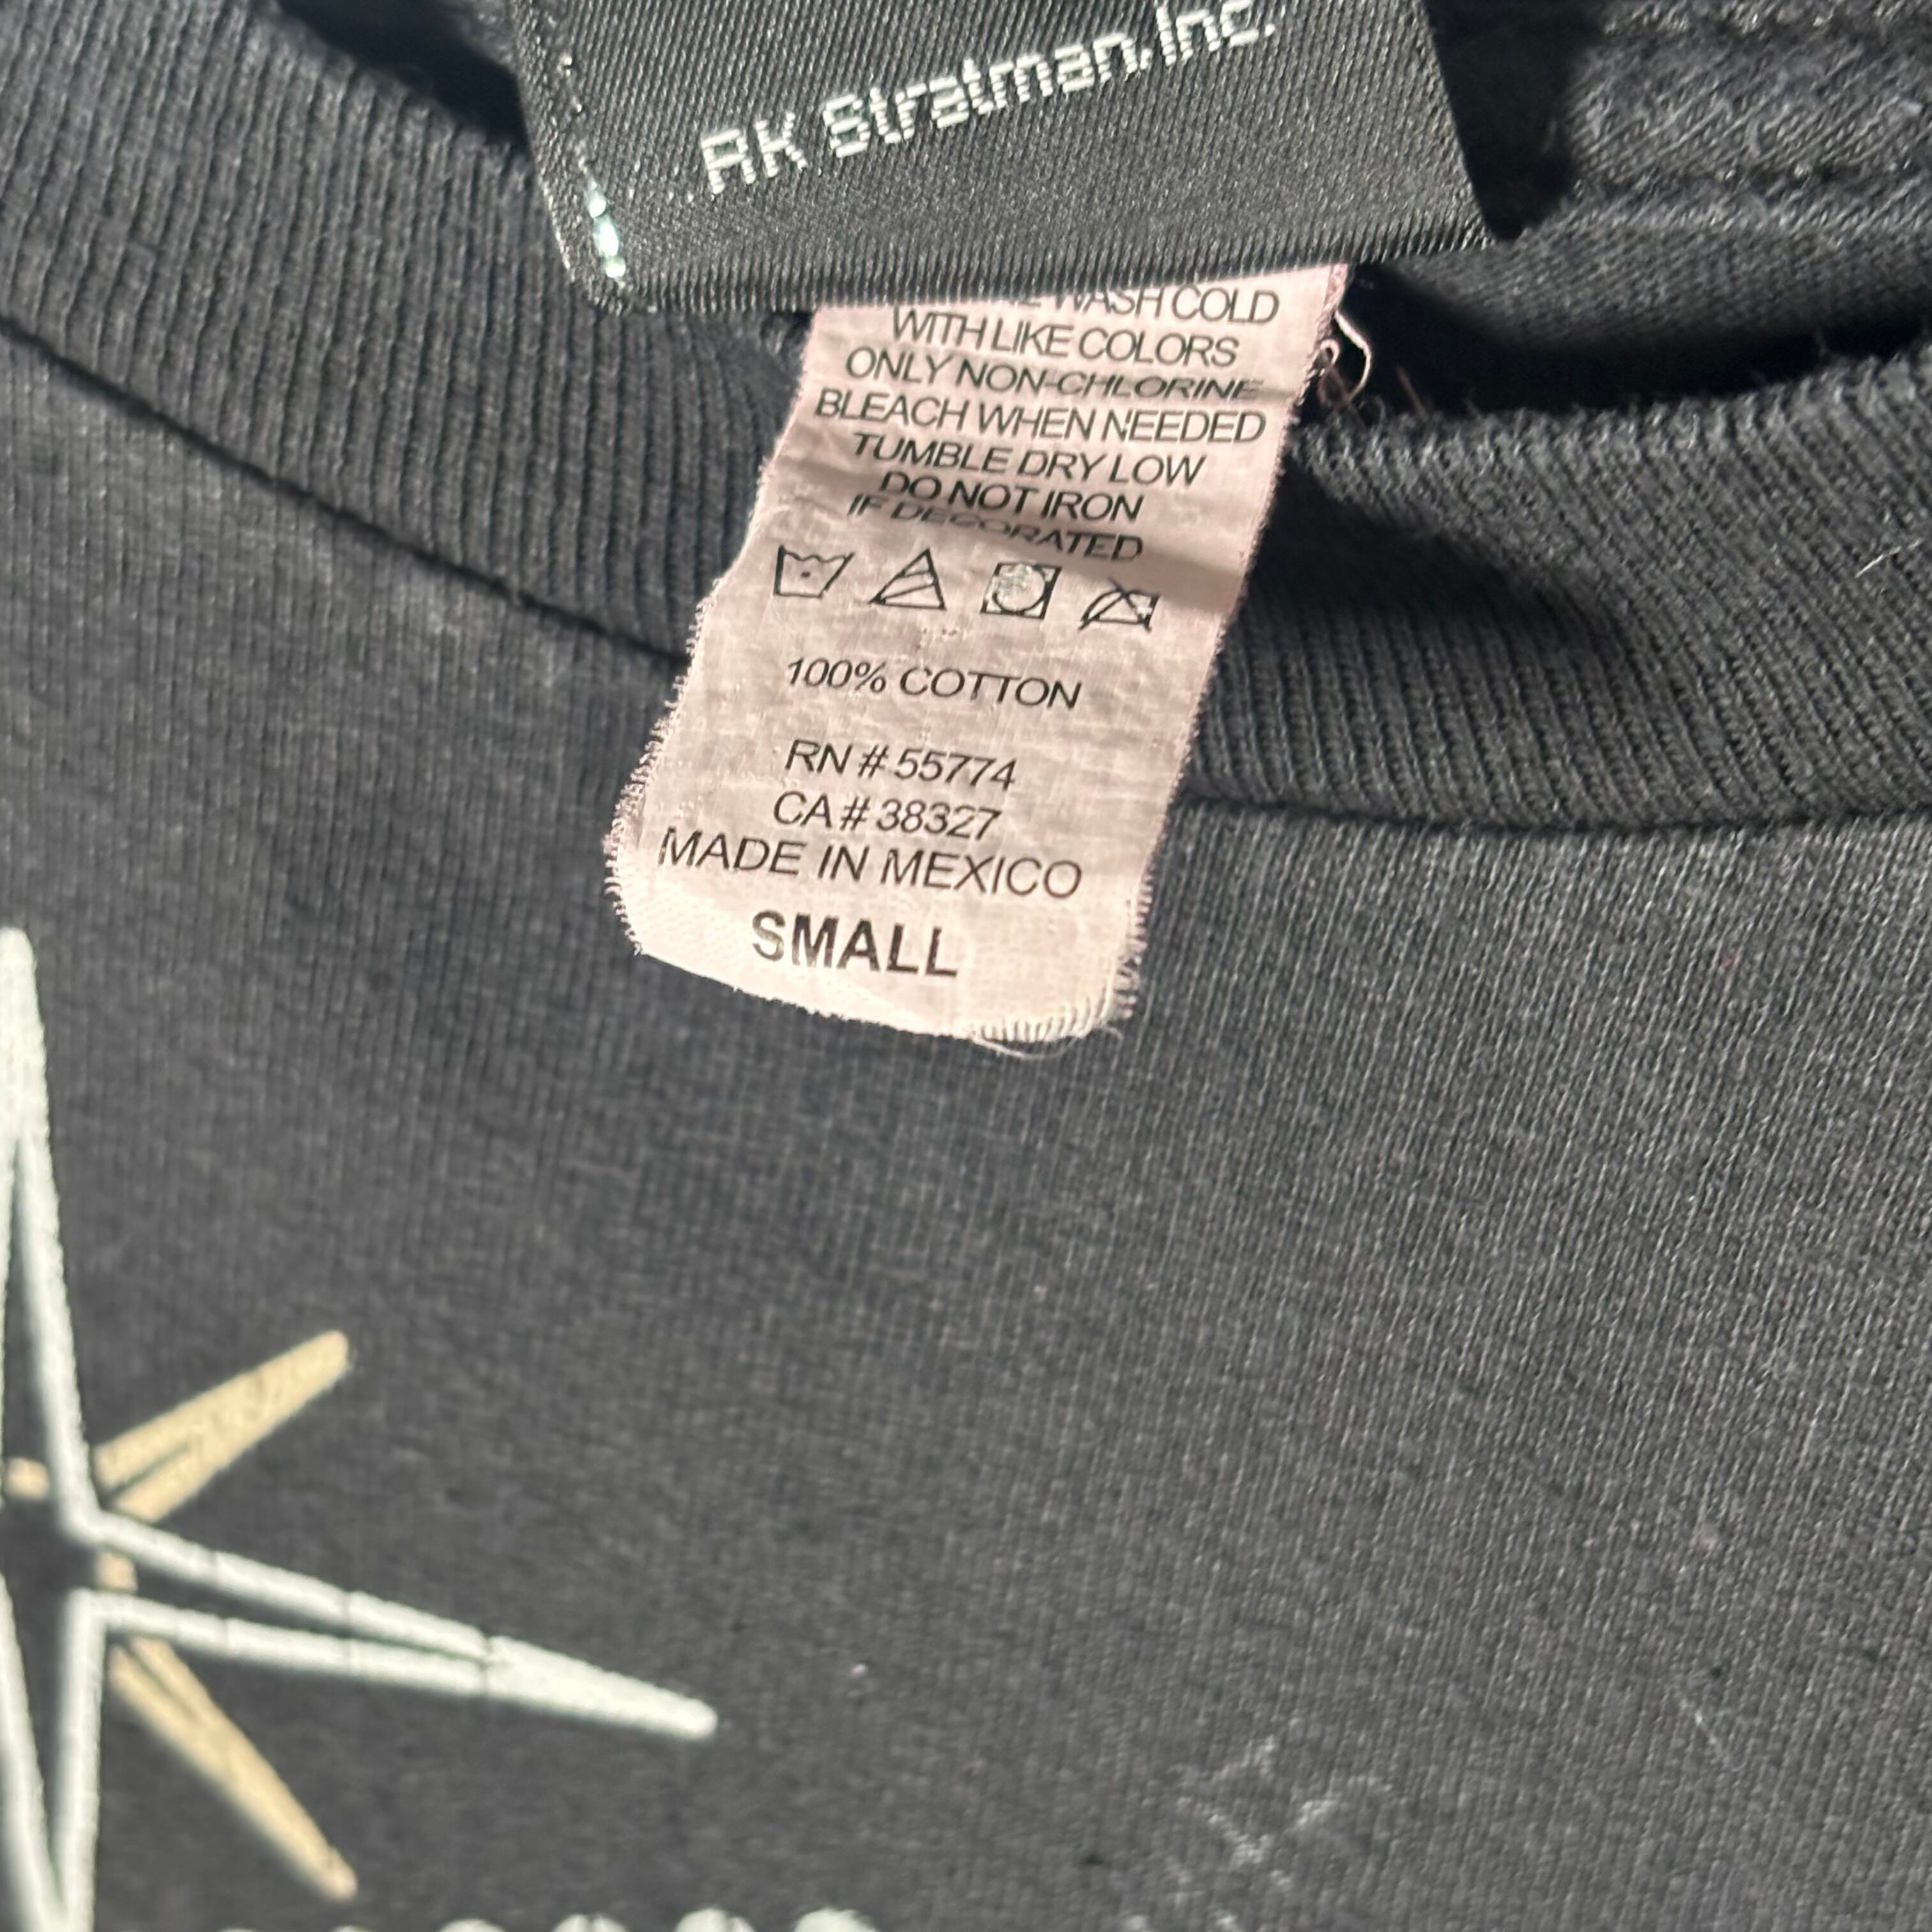 RK Stratman.Inc.
WASH COLD
WITH LIKE COLORS
ONLY NON-CHLORINE
BLEACH WHEN NEEDED
TUMBLE DRY LOW
DO NOT IRON
IF DECORATED
100% COTTON
RN # 55774
CA # 38327
MADE IN MEXICO
SMALL